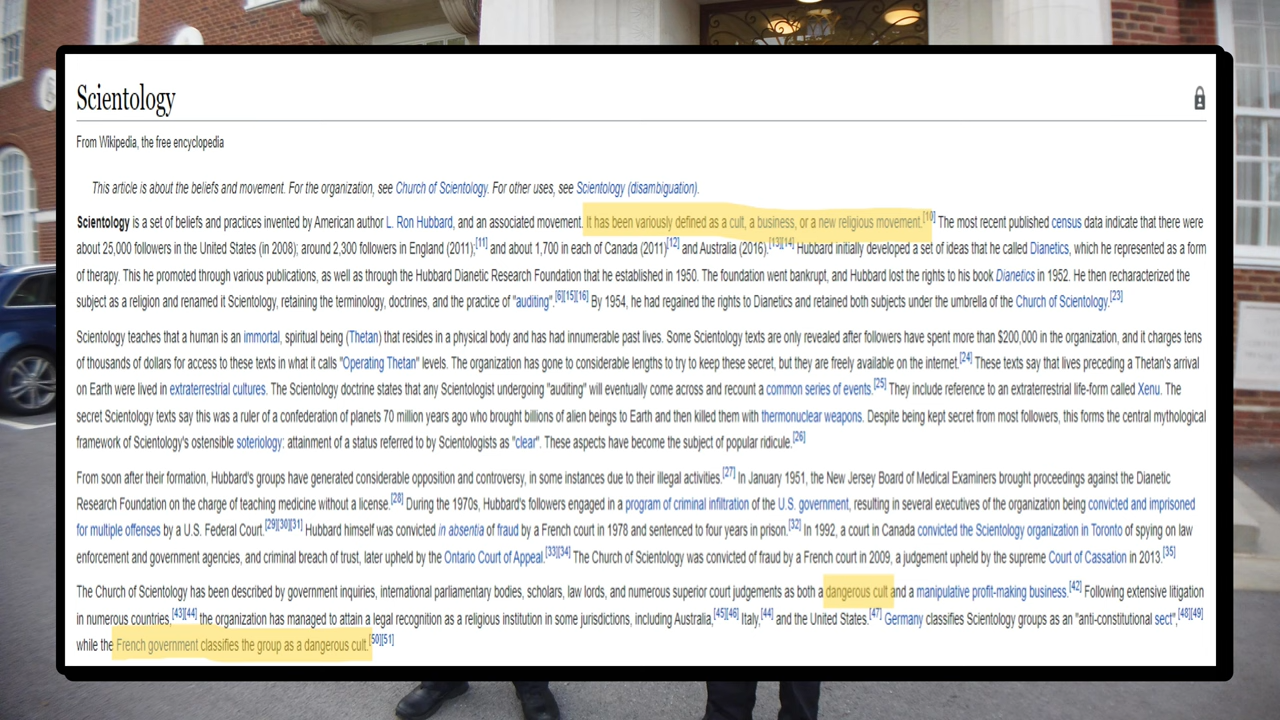 Scientology
From Wikipedia, the free encyclopedia
This article is about the beliefs and movement. For the organization, see Church of Scientology. For other uses, see Scientology (disambiguation).
Scientology is a set of beliefs and practices invented by American author L. Ron Hubbard, and an associated movement. It has been variously defined as a cult, a business, or a new religious movement.[10] The most recent published census data indicate that there were
about 25,000 followers in the United States (in 2008); around 2,300 followers in England (2011);[11] and about 1,700 in each of Canada (2011)[12] and Australia (2016).[13][14] Hubbard initially developed a set of ideas that he called Dianetics, which he represented as a form
of therapy. This he promoted through various publications, as well as through the Hubbard Dianetic Research Foundation that he established in 1950. The foundation went bankrupt, and Hubbard lost the rights to his book Dianetics in 1952. He then recharacterized the
subject as a religion and renamed it Scientology, retaining the terminology, doctrines, and the practice of "auditing".[6][15][16] By 1954, he had regained the rights to Dianetics and retained both subjects under the umbrella of the Church of Scientology.[23]
Scientology teaches that a human is an immortal, spiritual being (Thetan) that resides in a physical body and has had innumerable past lives. Some Scientology texts are only revealed after followers have spent more than $200,000 in the organization, and it charges tens
of thousands of dollars for access to these texts in what it calls "Operating Thetan" levels. The organization has gone to considerable lengths to try to keep these secret, but they are freely available on the internet.[24] These texts say that lives preceding a Thetan's arrival
on Earth were lived in extraterrestrial cultures. The Scientology doctrine states that any Scientologist undergoing "auditing" will eventually come across and recount a common series of events.[25] They include reference to an extraterrestrial life-form called Xenu. The
secret Scientology texts say this was a ruler of a confederation of planets 70 million years ago who brought billions of alien beings to Earth and then killed them with thermonuclear weapons. Despite being kept secret from most followers, this forms the central mythological
framework of Scientology's ostensible soteriology: attainment of a status referred to by Scientologists as "clear". These aspects have become the subject of popular ridicule.[26]
From soon after their formation, Hubbard's groups have generated considerable opposition and controversy, in some instances due to their illegal activities.[27] In January 1951, the New Jersey Board of Medical Examiners brought proceedings against the Dianetic
Research Foundation on the charge of teaching medicine without a license.[28] During the 1970s, Hubbard's followers engaged in a program of criminal infiltration of the U.S. government, resulting in several executives of the organization being convicted and imprisoned
for multiple offenses by a U.S. Federal Court.[29][30][31] Hubbard himself was convicted in absentia of fraud by a French court in 1978 and sentenced to four years in prison.[32] In 1992, a court in Canada convicted the Scientology organization in Toronto of spying on law
enforcement and government agencies, and criminal breach of trust, later upheld by the Ontario Court of Appeal.[33][34] The Church of Scientology was convicted of fraud by a French court in 2009, a judgement upheld by the supreme Court of Cassation in 2013.[35]
The Church of Scientology has been described by government inquiries, international parliamentary bodies, scholars, law lords, and numerous superior court judgements as both a dangerous cult and a manipulative profit-making business.[42] Following extensive litigation
in numerous countries,[43][44] the organization has managed to attain a legal recognition as a religious institution in some jurisdictions, including Australia,[45][46] Italy,[44] and the United States.[47] Germany classifies Scientology groups as an "anti-constitutional sect",[48][49]
while the French government classifies the group as a dangerous cult.[50][51]